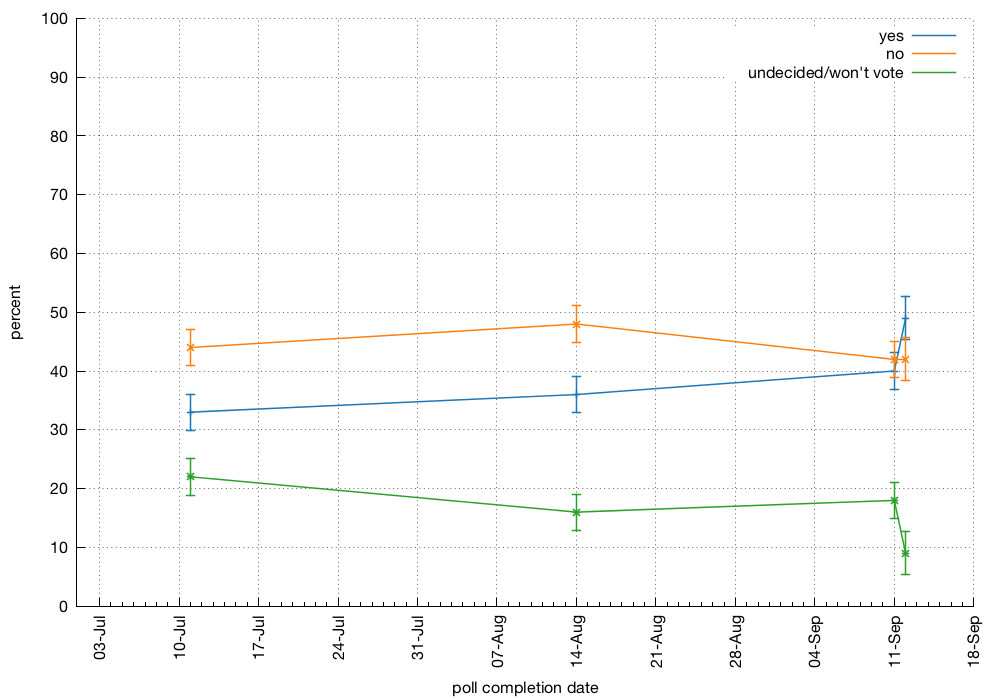 100
90
80
70
60
50
40
30
20
10
0
percent
yes
no
undecided/won't vote
03-Jul
10-Jul
17-Jul
24-Jul
31-Jul
07-Aug
14-Aug
21-Aug
28-Aug
04-Sep
11-Sep
18-Sep
poll completion date